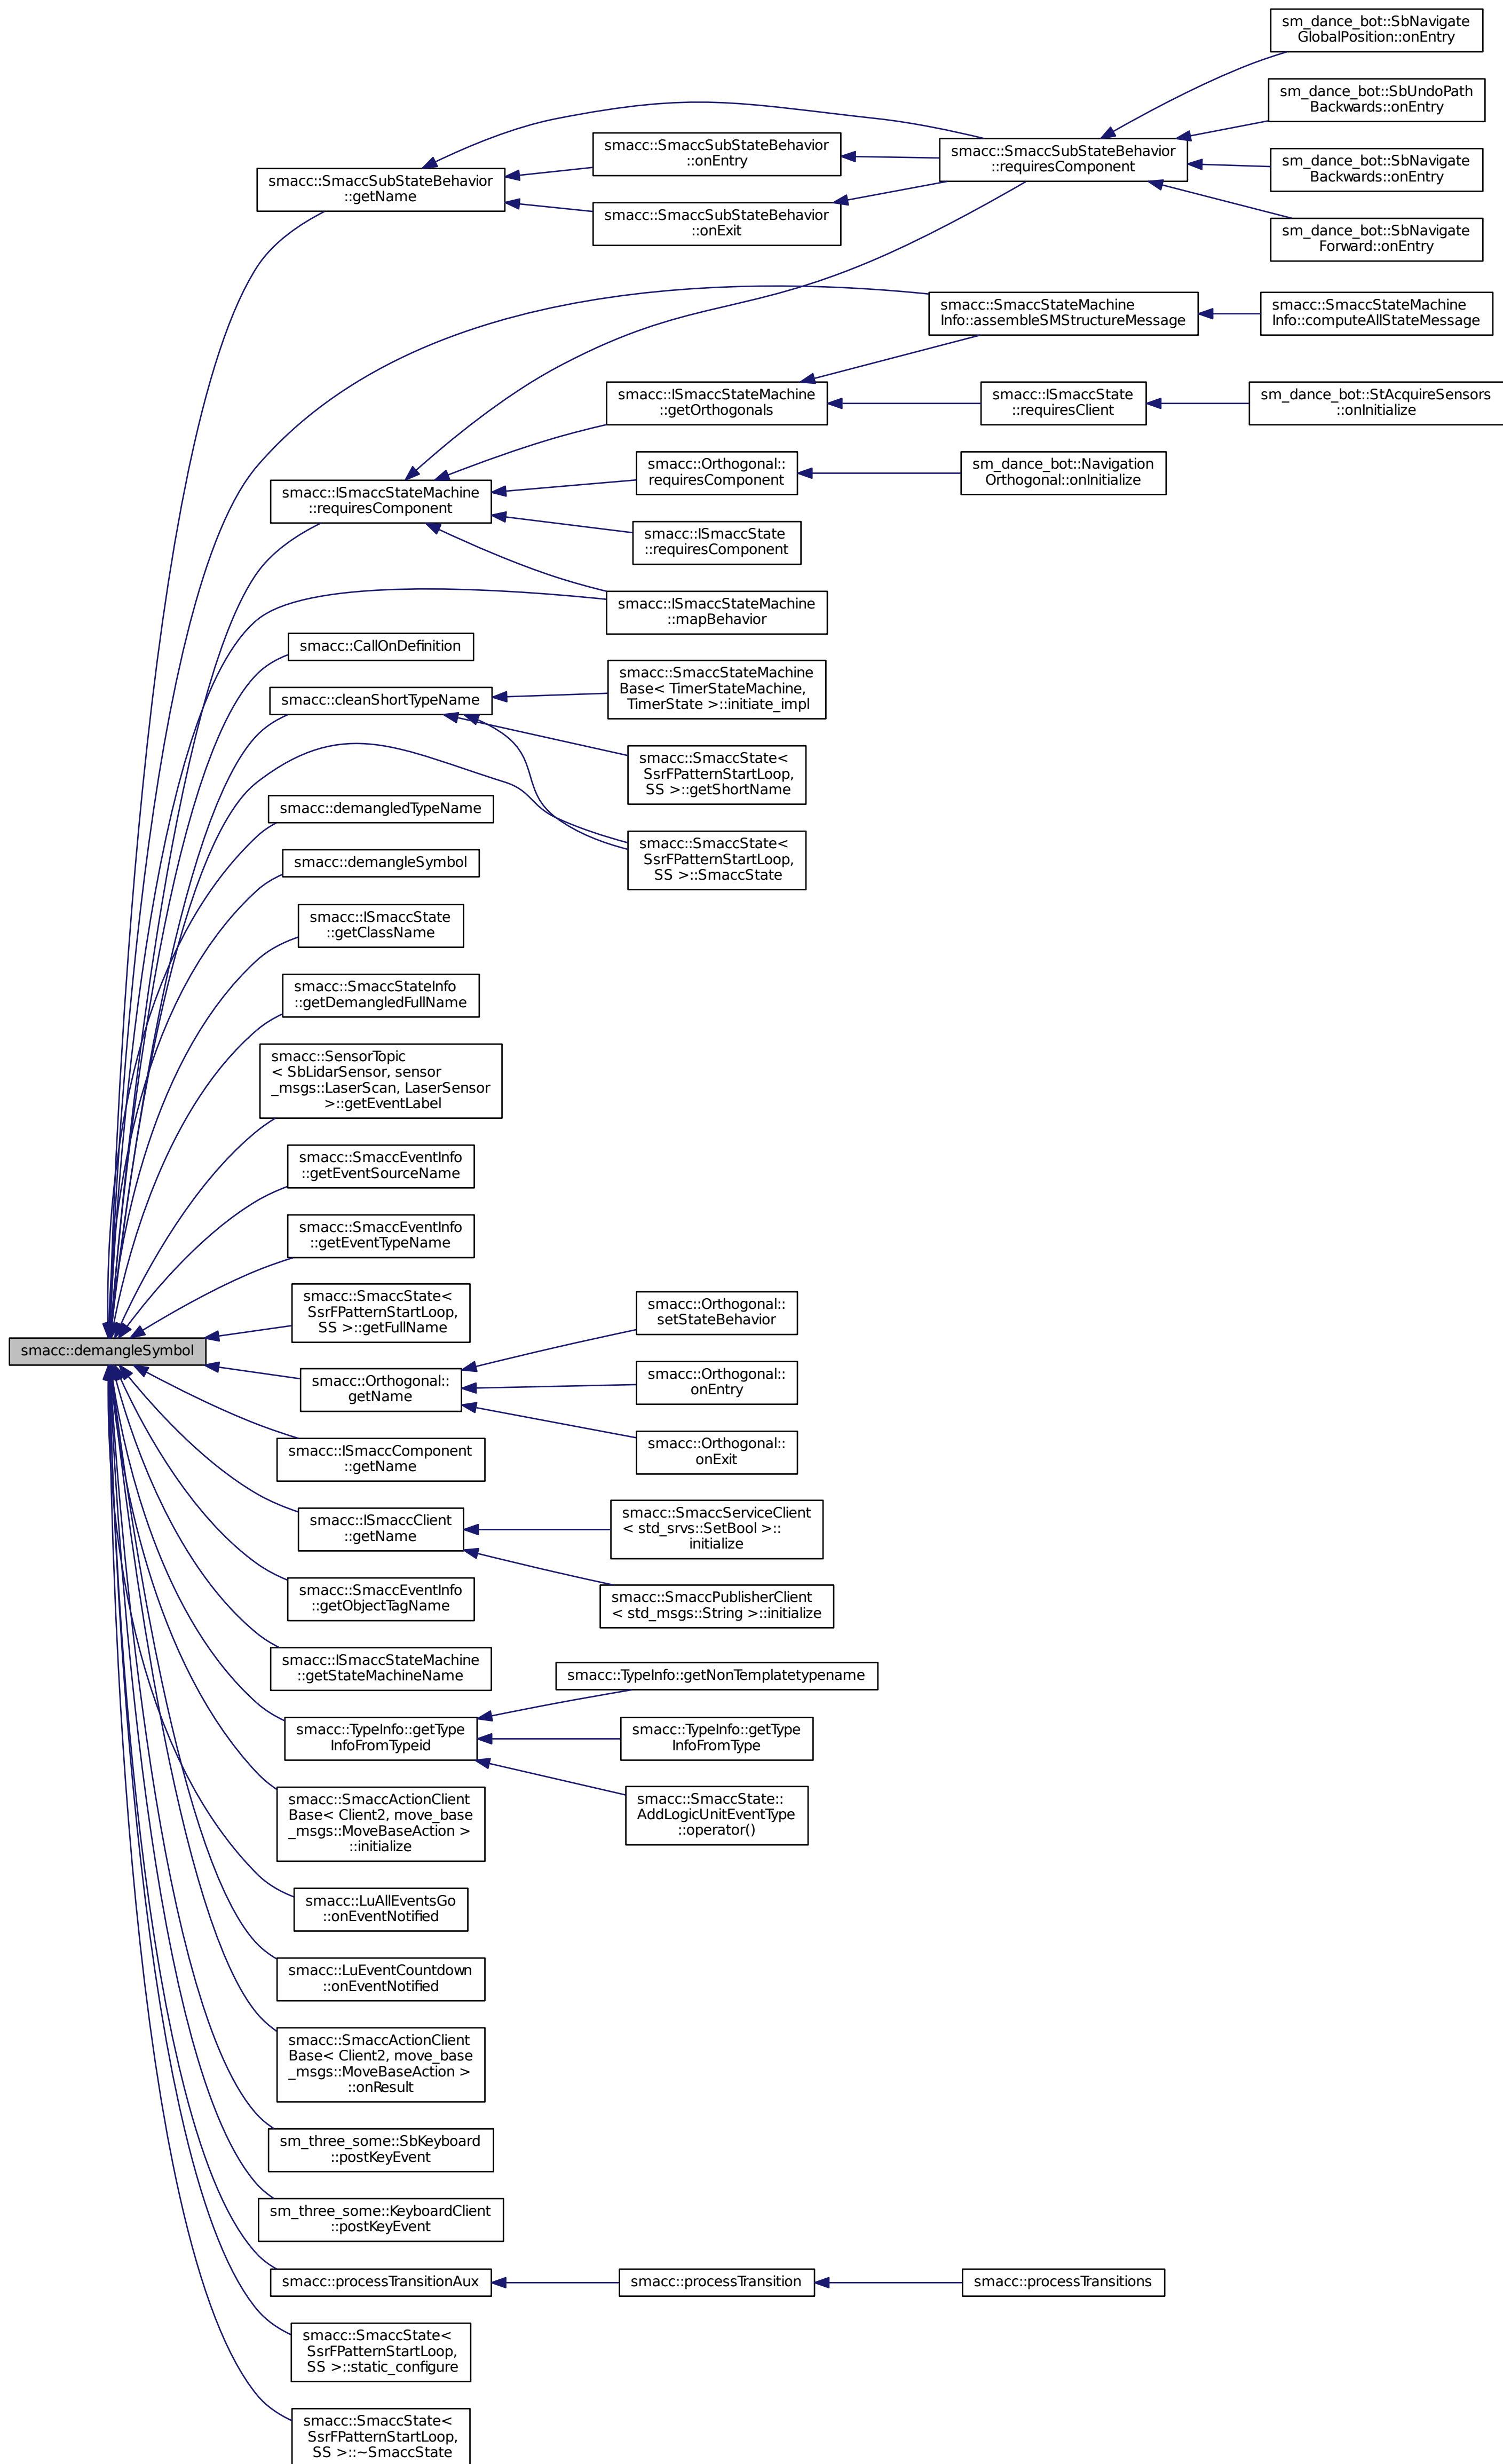 sm_dance_bot::SbNavigate
GlobalPosition::onEntry
sm_dance_bot::SbUndoPath
Backwards::onEntry
smacc::SmaccSubStateBehavior
::onEntry
smacc::SmaccSubStateBehavior
::requiresComponent
sm_dance_bot::SbNavigate
Backwards::onEntry
smacc::SmaccSubStateBehavior
::getName
smacc::SmaccSubStateBehavior
::onExit
sm_dance_bot::SbNavigate
Forward::onEntry
smacc::SmaccStateMachine
Info::assembleSMStructureMessage
smacc::SmaccStateMachine
Info::computeAllStateMessage
smacc::ISmaccStateMachine
::getOrthogonals
smacc::ISmaccState
::requiresClient
sm_dance_bot::StAcquireSensors
::onInitialize
smacc::Orthogonal::
requiresComponent
sm_dance_bot::Navigation
Orthogonal::onInitialize
smacc::ISmaccStateMachine
::requiresComponent
smacc::ISmaccState
::requiresComponent
smacc::ISmaccStateMachine
::mapBehavior
smacc::CallOnDefinition
smacc::cleanShortTypeName
smacc::SmaccStateMachine
Base< TimerStateMachine,
TimerState >::initiate_impl
smacc::SmaccState<
SsrFPatternStartLoop,
SS >::getShortName
smacc::demangledTypeName
smacc::SmaccState<
SsrFPatternStartLoop,
SS >::SmaccState
smacc::demangleSymbol
smacc::ISmaccState
::getClassName
smacc::SmaccStateInfo
::getDemangledFullName
smacc::SensorTopic
< SbLidarSensor, sensor
_msgs::LaserScan, LaserSensor
>::getEventLabel
smacc::SmaccEventInfo
::getEventSourceName
smacc::SmaccEventInfo
::getEventTypeName
smacc::SmaccState<
SsrFPatternStartLoop,
SS >::getFullName
smacc::demangleSymbol
smacc::Orthogonal::
getName
smacc::Orthogonal::
setStateBehavior
smacc::Orthogonal::
onEntry
smacc::Orthogonal::
onExit
smacc::ISmaccComponent
::getName
smacc::ISmaccClient
::getName
smacc::SmaccServiceClient
< std_srvs::SetBool >::
initialize
smacc::SmaccPublisherClient
< std_msgs::String >::initialize
smacc::SmaccEventInfo
::getObjectTagName
smacc::ISmaccStateMachine
::getStateMachineName
smacc::TypeInfo::getNonTemplatetypename
smacc::TypeInfo::getType
InfoFromTypeid
smacc::TypeInfo::getType
InfoFromType
smacc::SmaccState::
AddLogicUnitEventType
::operator()
smacc::SmaccActionClient
Base< Client2, move_base
_msgs::MoveBaseAction >
::initialize
smacc::LuAllEventsGo
::onEventNotified
smacc::LuEventCountdown
::onEventNotified
smacc::SmaccActionClient
Base< Client2, move_base
_msgs::MoveBaseAction >
::onResult
sm_three_some::SbKeyboard
::postKeyEvent
sm_three_some::KeyboardClient
::postKeyEvent
smacc::processTransitionAux
smacc::processTransition
smacc::processTransitions
smacc::SmaccState<
SsrFPatternStartLoop,
SS >::static_configure
smacc::SmaccState<
SsrFPatternStartLoop,
SS >::~SmaccState